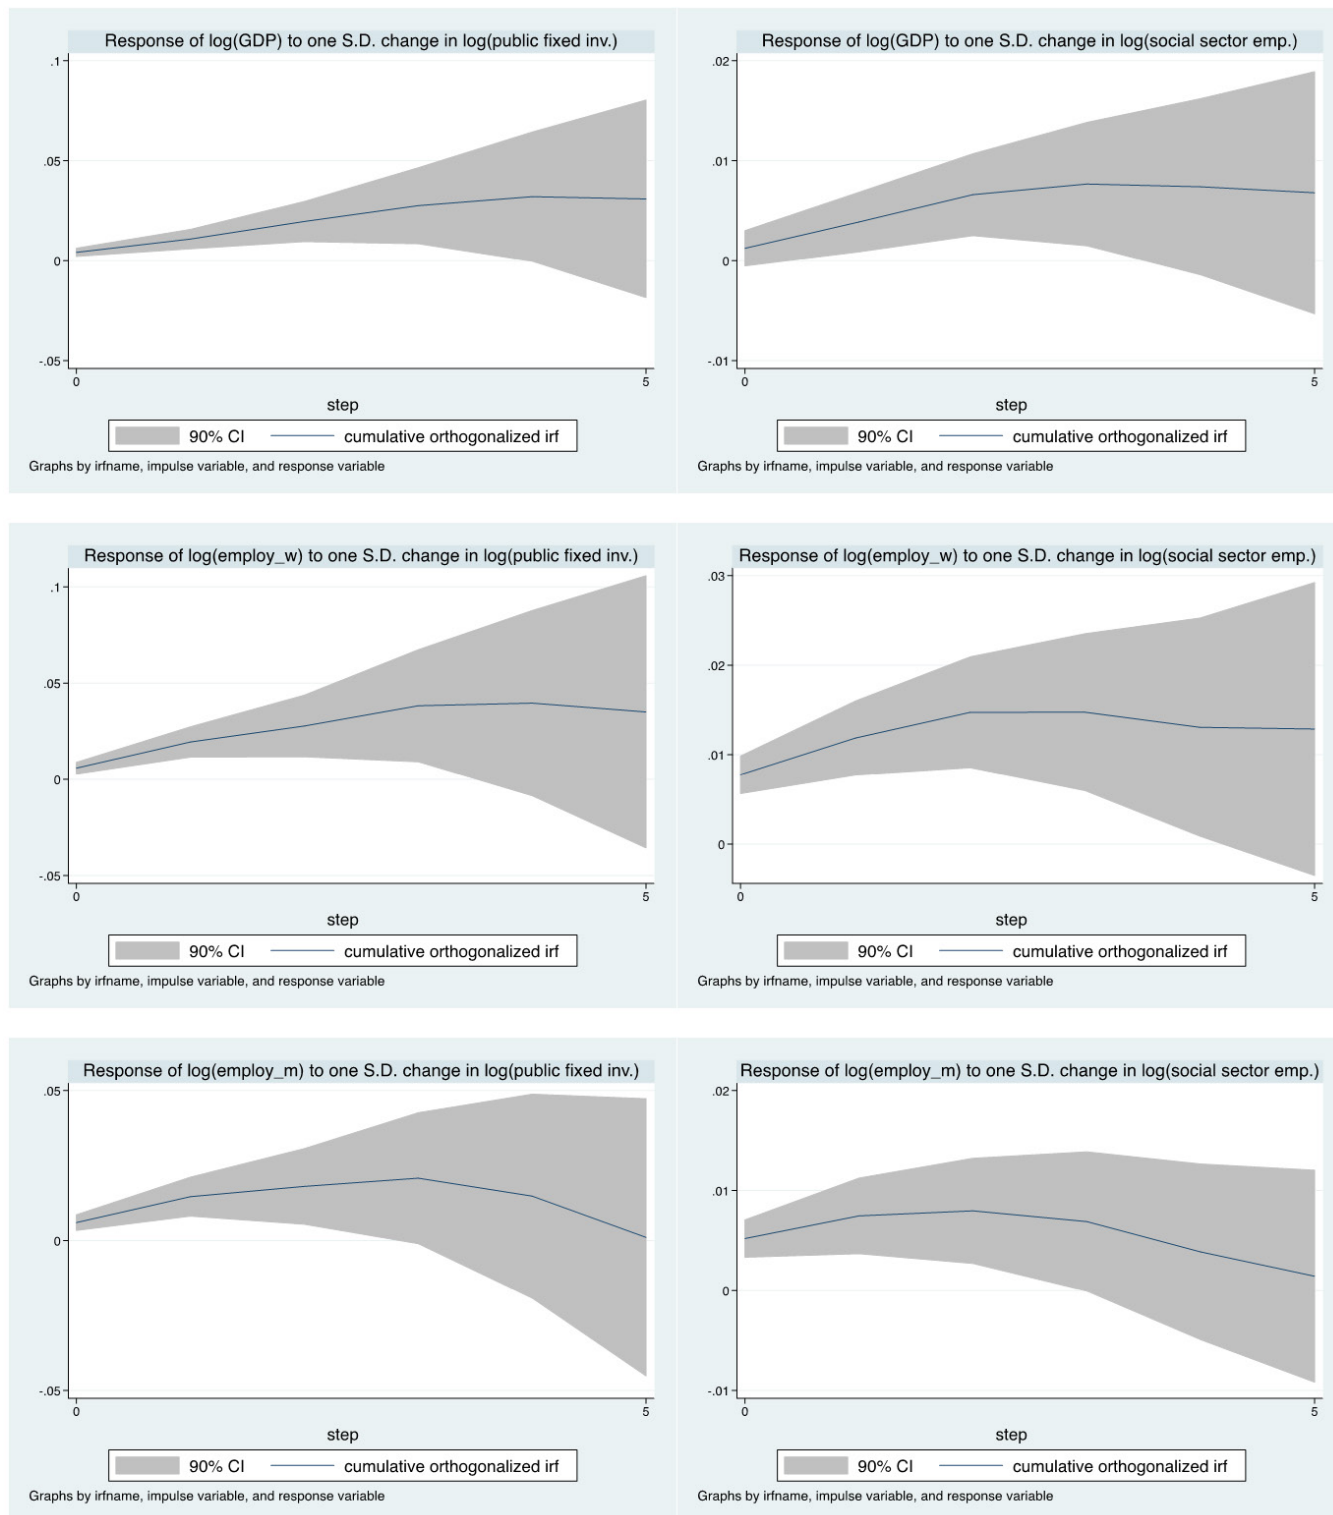 Response of log(GDP) to one S.D. change in log(public fixed inv.)
.1
.05
0
-.05
0 5
step
90% CI cumulative orthogonalized irf
Graphs by irfname, impulse variable, and response variable
Response of log(GDP) to one S.D. change in log(social sector emp.)
.02
.01
0
-.01
0 5
step
90% CI cumulative orthogonalized irf
Graphs by irfname, impulse variable, and response variable
Response of log(employ_w) to one S.D. change in log(public fixed inv.)
.1
.05
0
-.05
0 5
step
90% CI cumulative orthogonalized irf
Graphs by irfname, impulse variable, and response variable
Response of log(employ_w) to one S.D. change in log(social sector emp.)
.03
.02
.01
0
0 5
step
90% CI cumulative orthogonalized irf
Graphs by irfname, impulse variable, and response variable
Response of log(employ_m) to one S.D. change in log(public fixed inv.)
.05
0
-.05
0 5
step
90% CI cumulative orthogonalized irf
Graphs by irfname, impulse variable, and response variable
Response of log(employ_m) to one S.D. change in log(social sector emp.)
.02
.01
0
-.01
0 5
step
90% CI cumulative orthogonalized irf
Graphs by irfname, impulse variable, and response variable